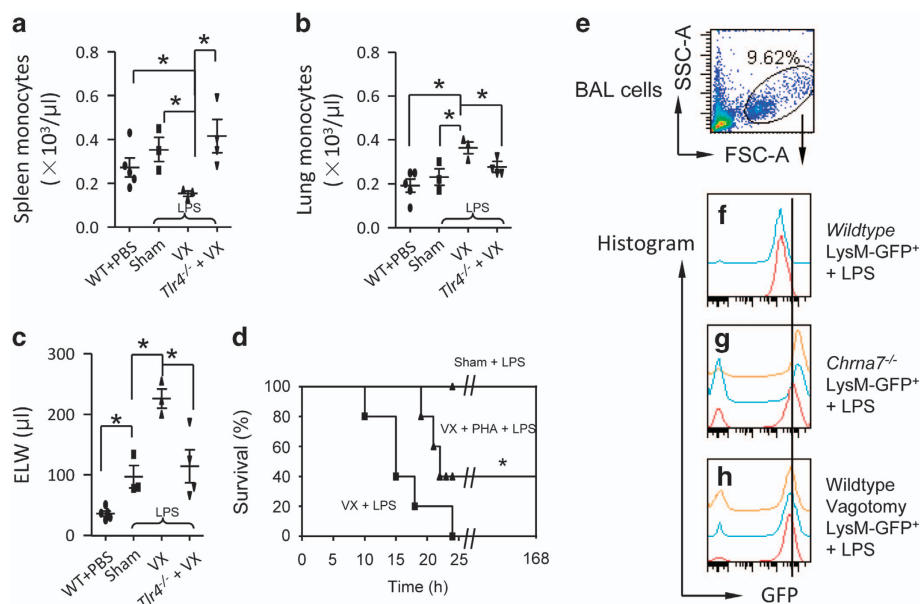 a
Spleen monocytes
(×10³/µl)
0.8
0.6
0.4
0.2
0.0
*
*
*
LPS
WT+PBS
Sham
VX
Tlr4⁻/⁻ + VX
b
Lung monocytes
(×10³/µl)
0.8
0.6
0.4
0.2
0.0
*
*
*
LPS
WT+PBS
Sham
VX
Tlr4⁻/⁻ + VX
c
ELW (µl)
300
200
100
0
*
*
*
LPS
WT+PBS
Sham
VX
Tlr4⁻/⁻ + VX
d
Survival (%)
100
80
60
40
20
0
Sham + LPS
VX + PHA + LPS
*
VX + LPS
0 5 10 15 20 25 168
Time (h)
e
BAL cells
SSC-A
9.62%
FSC-A
Histogram
f
Wildtype
LysM-GFP⁺
+ LPS
g
Chrna7⁻/⁻
LysM-GFP⁺
+ LPS
h
Wildtype
Vagotomy
LysM-GFP⁺
+ LPS
GFP